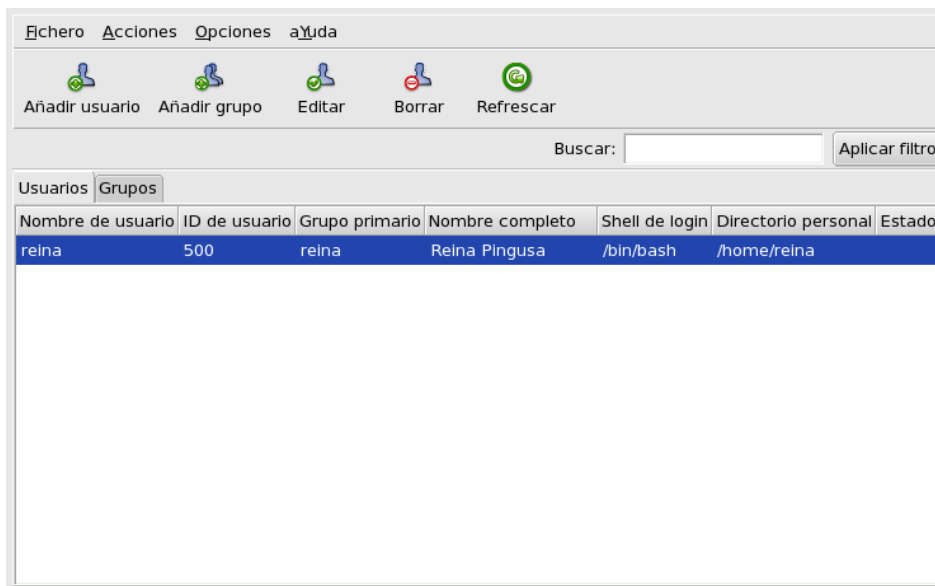 Fichero Acciones Opciones aYuda
Añadir usuario Añadir grupo Editar Borrar Refrescar
Buscar: Aplicar filtro
Usuarios Grupos
Nombre de usuario ID de usuario Grupo primario Nombre completo Shell de login Directorio personal Estado
reina 500 reina Reina Pingusa /bin/bash /home/reina